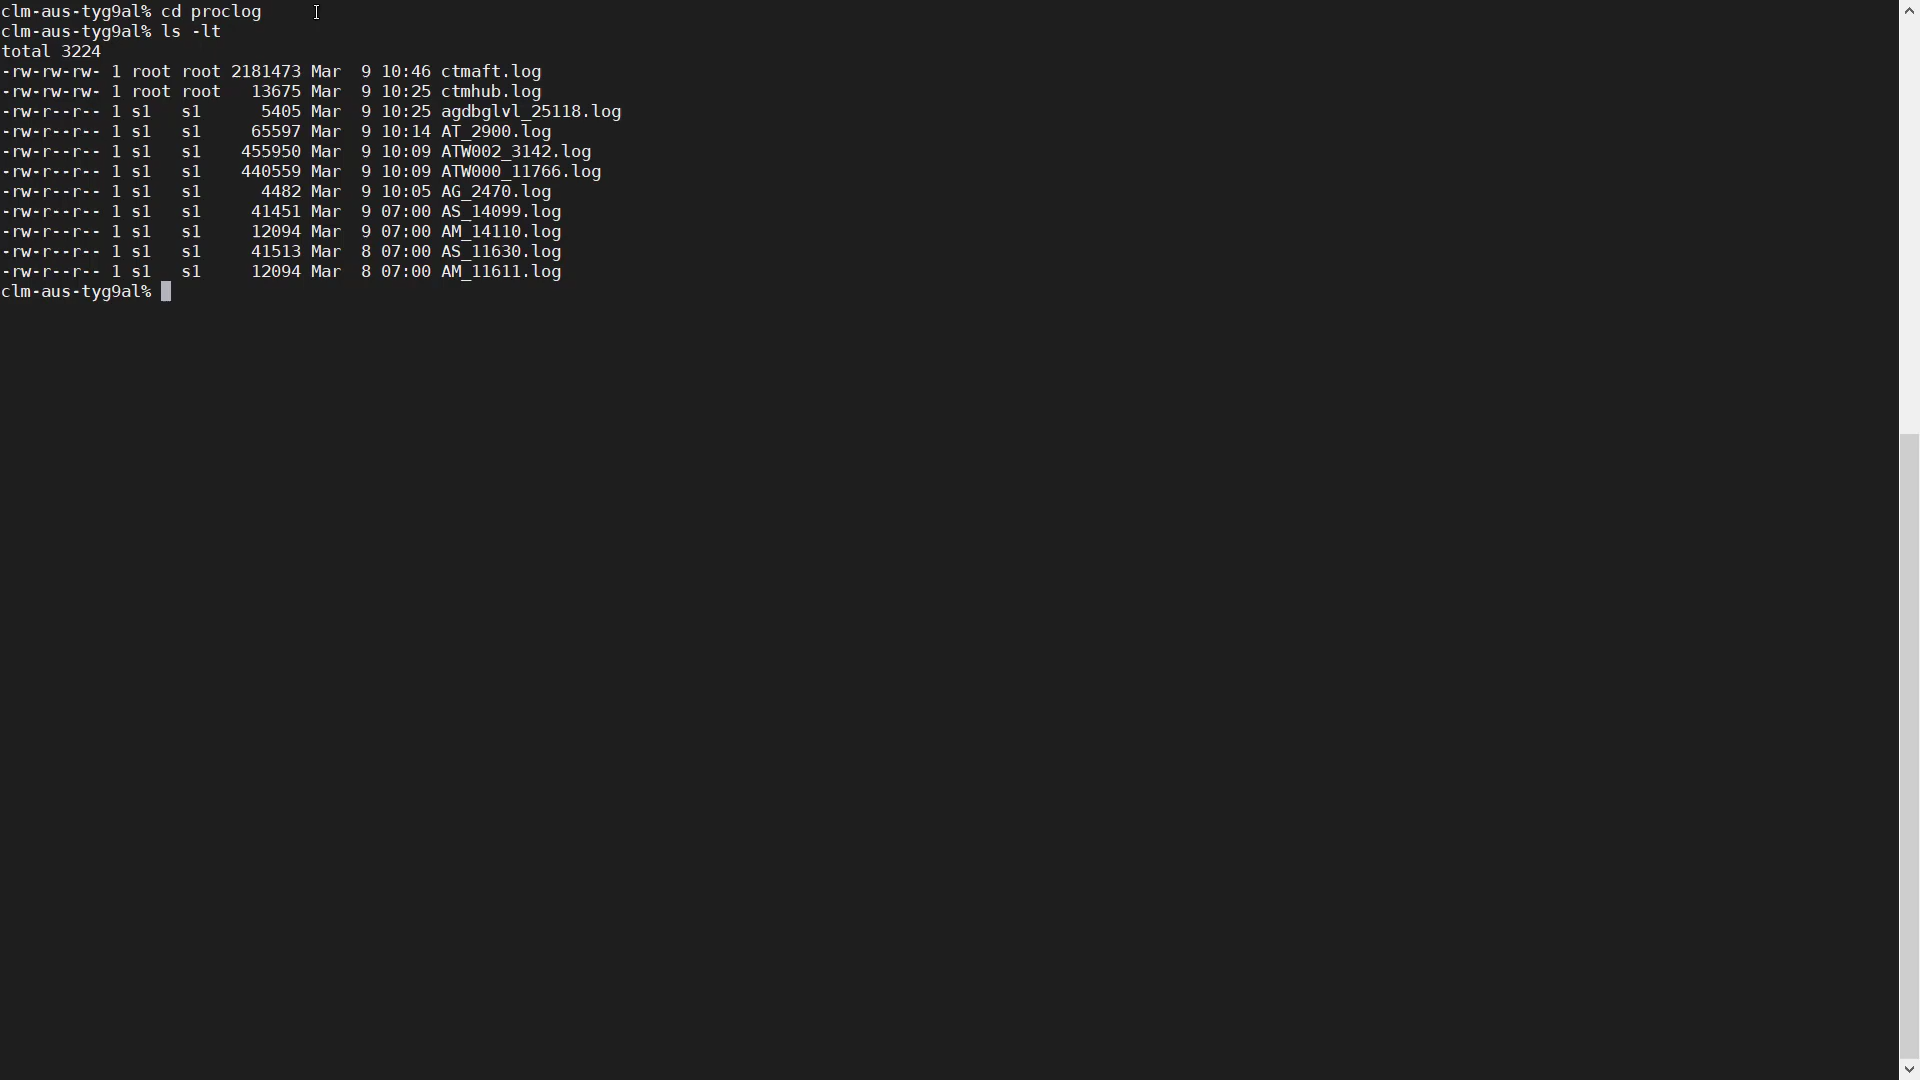 clm-aus-tyg9al% cd proclog
clm-aus-tyg9al% ls -lt
total 3224
-rw-rw-rw- 1 root root 2181473 Mar  9 10:46 ctmaft.log
-rw-rw-rw- 1 root root   13675 Mar  9 10:25 ctmhub.log
-rw-r--r-- 1 s1   s1      5405 Mar  9 10:25 agdbglvl_25118.log
-rw-r--r-- 1 s1   s1     65597 Mar  9 10:14 AT_2900.log
-rw-r--r-- 1 s1   s1    455950 Mar  9 10:09 ATW002_3142.log
-rw-r--r-- 1 s1   s1    440559 Mar  9 10:09 ATW000_11766.log
-rw-r--r-- 1 s1   s1      4482 Mar  9 10:05 AG_2470.log
-rw-r--r-- 1 s1   s1     41451 Mar  9 07:00 AS_14099.log
-rw-r--r-- 1 s1   s1     12094 Mar  9 07:00 AM_14110.log
-rw-r--r-- 1 s1   s1     41513 Mar  8 07:00 AS_11630.log
-rw-r--r-- 1 s1   s1     12094 Mar  8 07:00 AM_11611.log
clm-aus-tyg9al%